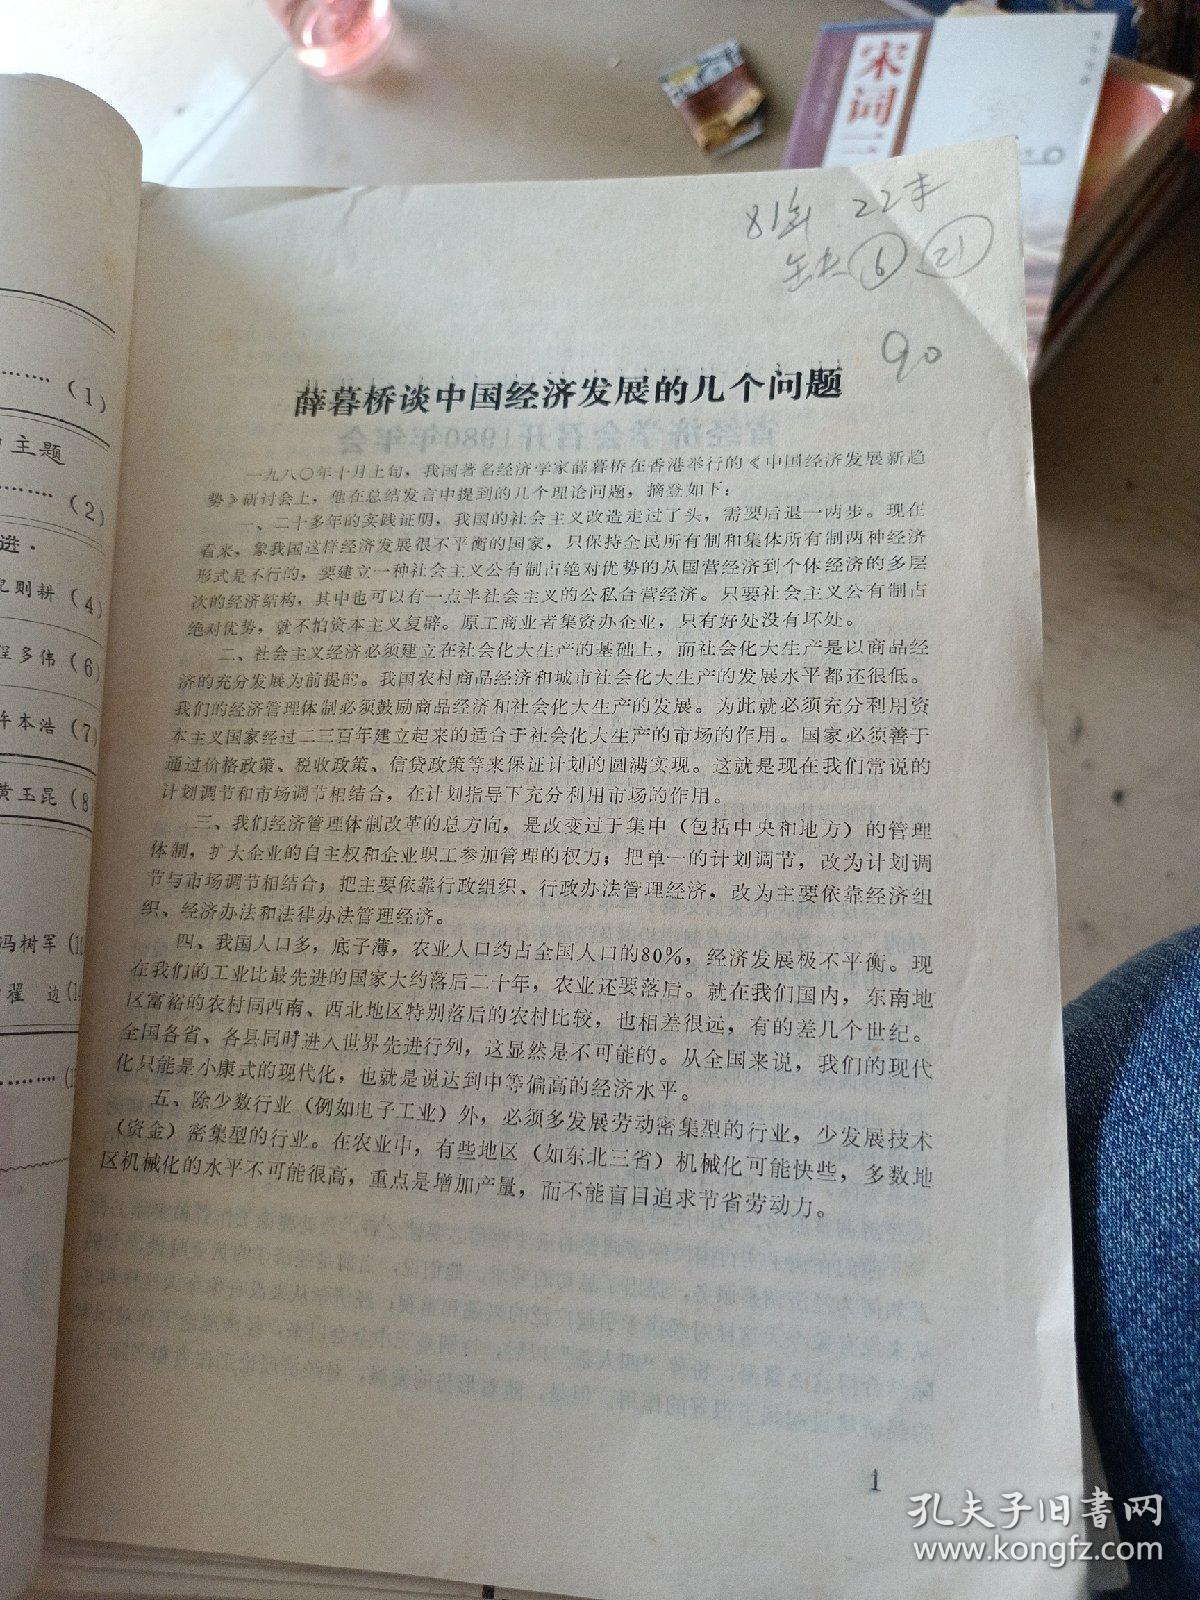 宋词三
81年 22本
缺 6 21
90
薛暮桥谈中国经济发展的几个问题
一九八〇年十月上旬，我国著名经济学家薛暮桥在香港举行的《中国经济发展新趋
势》研讨会上，他在总结发言中提到的几个理论问题，摘登如下：
一、二十多年的实践证明，我国的社会主义改造走过了头，需要后退一两步。现在
看来，象我国这样经济发展很不平衡的国家，只保持全民所有制和集体所有制两种经济
形式是不行的，要建立一种社会主义公有制占绝对优势的从国营经济到个体经济的多层
次的经济结构，其中也可以有一点半社会主义的公私合营经济。只要社会主义公有制占
绝对优势，就不怕资本主义复辟。原工商业者集资办企业，只有好处没有坏处。
二、社会主义经济必须建立在社会化大生产的基础上，而社会化大生产是以商品经
济的充分发展为前提的。我国农村商品经济和城市社会化大生产的发展水平都还很低。
我们的经济管理体制必须鼓励商品经济和社会化大生产的发展。为此就必须充分利用资
本主义国家经过二三百年建立起来的适合于社会化大生产的市场的作用。国家必须善于
通过价格政策、税收政策、信贷政策等来保证计划的圆满实现。这就是现在我们常说的
计划调节和市场调节相结合，在计划指导下充分利用市场的作用。
三、我们经济管理体制改革的总方向，是改变过于集中（包括中央和地方）的管理
体制，扩大企业的自主权和企业职工参加管理的权力；把单一的计划调节，改为计划调
节与市场调节相结合；把主要依靠行政组织、行政办法管理经济，改为主要依靠经济组
织、经济办法和法律办法管理经济。
四、我国人口多，底子薄，农业人口约占全国人口的80%，经济发展极不平衡。现
在我们的工业比最先进的国家大约落后二十年，农业还要落后。就在我们国内，东南地
区富裕的农村同西南、西北地区特别落后的农村比较，也相差很远，有的差几个世纪。
全国各省、各县同时进入世界先进行列，这显然是不可能的。从全国来说，我们的现代
化只能是小康式的现代化，也就是说达到中等偏高的经济水平。
五、除少数行业（例如电子工业）外，必须多发展劳动密集型的行业，少发展技术
（资金）密集型的行业。在农业中，有些地区（如东北三省）机械化可能快些，多数地
区机械化的水平不可能很高，重点是增加产量，而不能盲目追求节省劳动力。
1
………（1）
主题
………（2）
进·
则耕（4）
程多伟（6）
许本浩（7）
黄玉昆（8
冯树军（1
翟 边（1
………（1
孔夫子旧书网
www.kongfz.com